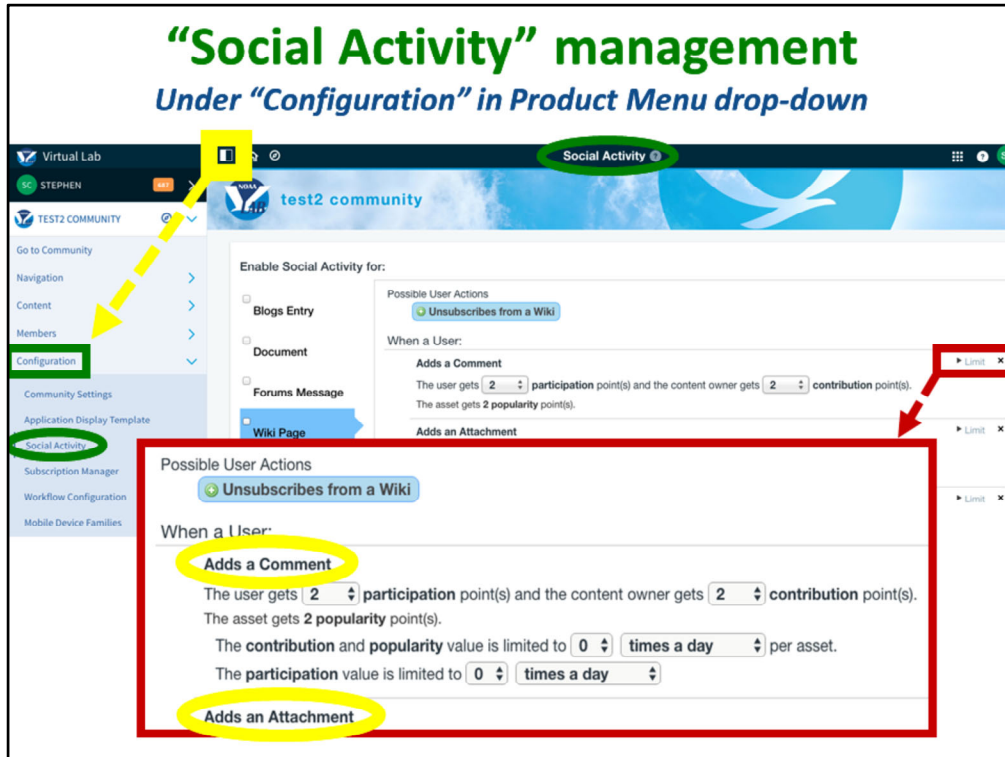 “Social Activity” management
Under “Configuration” in Product Menu drop-down
Virtual Lab
Social Activity ?
SC STEPHEN 687
NOAA
VLAB
test2 community
TEST2 COMMUNITY
Go to Community
Navigation
Content
Members
Configuration
Community Settings
Application Display Template
Social Activity
Subscription Manager
Workflow Configuration
Mobile Device Families
Enable Social Activity for:
Blogs Entry
Document
Forums Message
Wiki Page
Possible User Actions
Unsubscribes from a Wiki
When a User:
Adds a Comment
Limit x
The user gets 2 participation point(s) and the content owner gets 2 contribution point(s).
The asset gets 2 popularity point(s).
Adds an Attachment
Limit x
Limit x
Possible User Actions
Unsubscribes from a Wiki
When a User:
Adds a Comment
The user gets 2 participation point(s) and the content owner gets 2 contribution point(s).
The asset gets 2 popularity point(s).
The contribution and popularity value is limited to 0 times a day per asset.
The participation value is limited to 0 times a day
Adds an Attachment